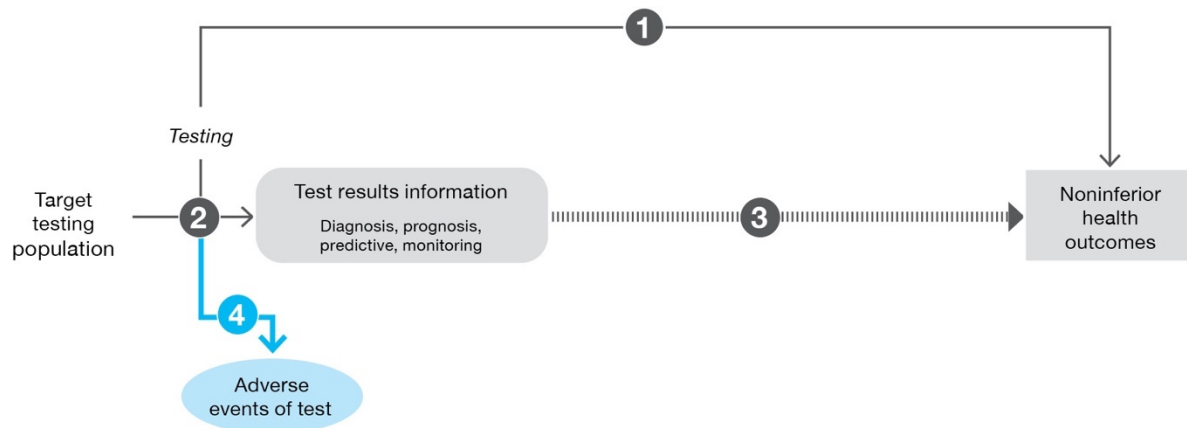 1
Testing
Target
testing
population
2
Test results information
Diagnosis, prognosis,
predictive, monitoring
3
Noninferior
health
outcomes
4
Adverse
events of test